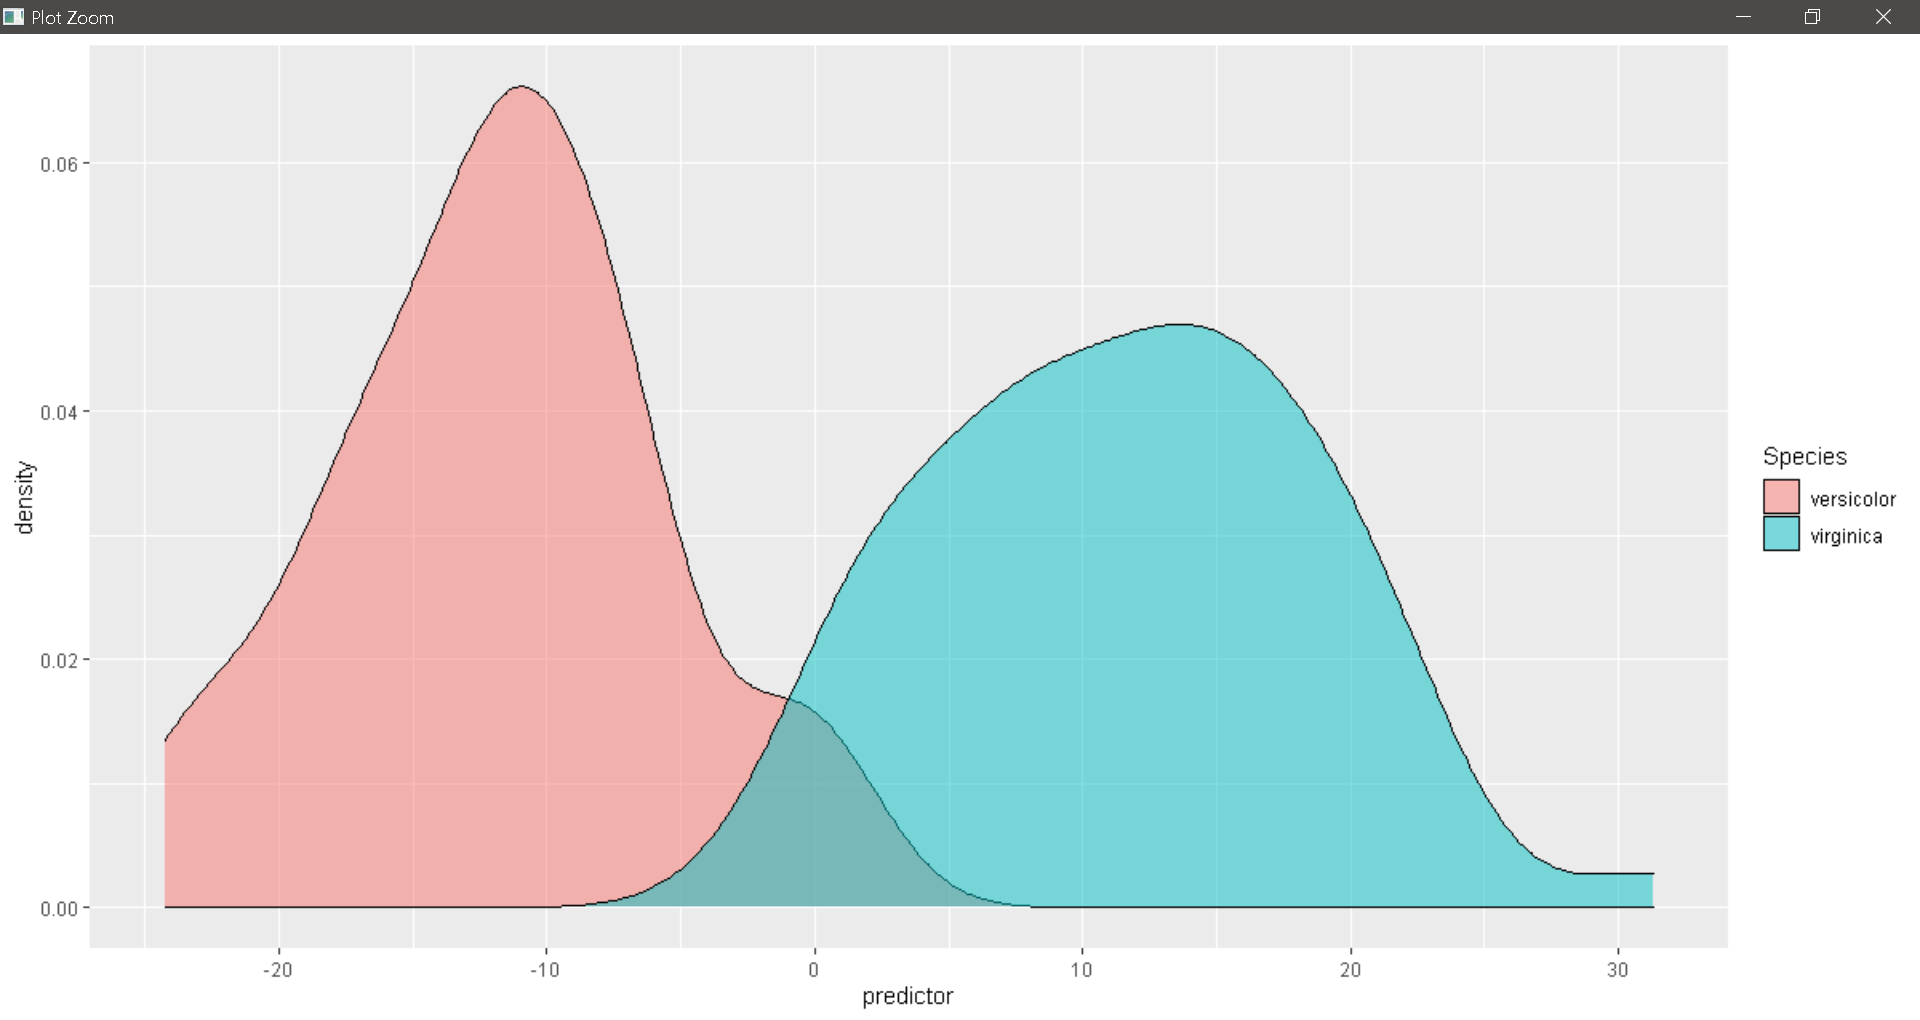 Plot Zoom
0.06
0.04
0.02
0.00
density
-20 -10 0 10 20 30
predictor
Species
versicolor
virginica